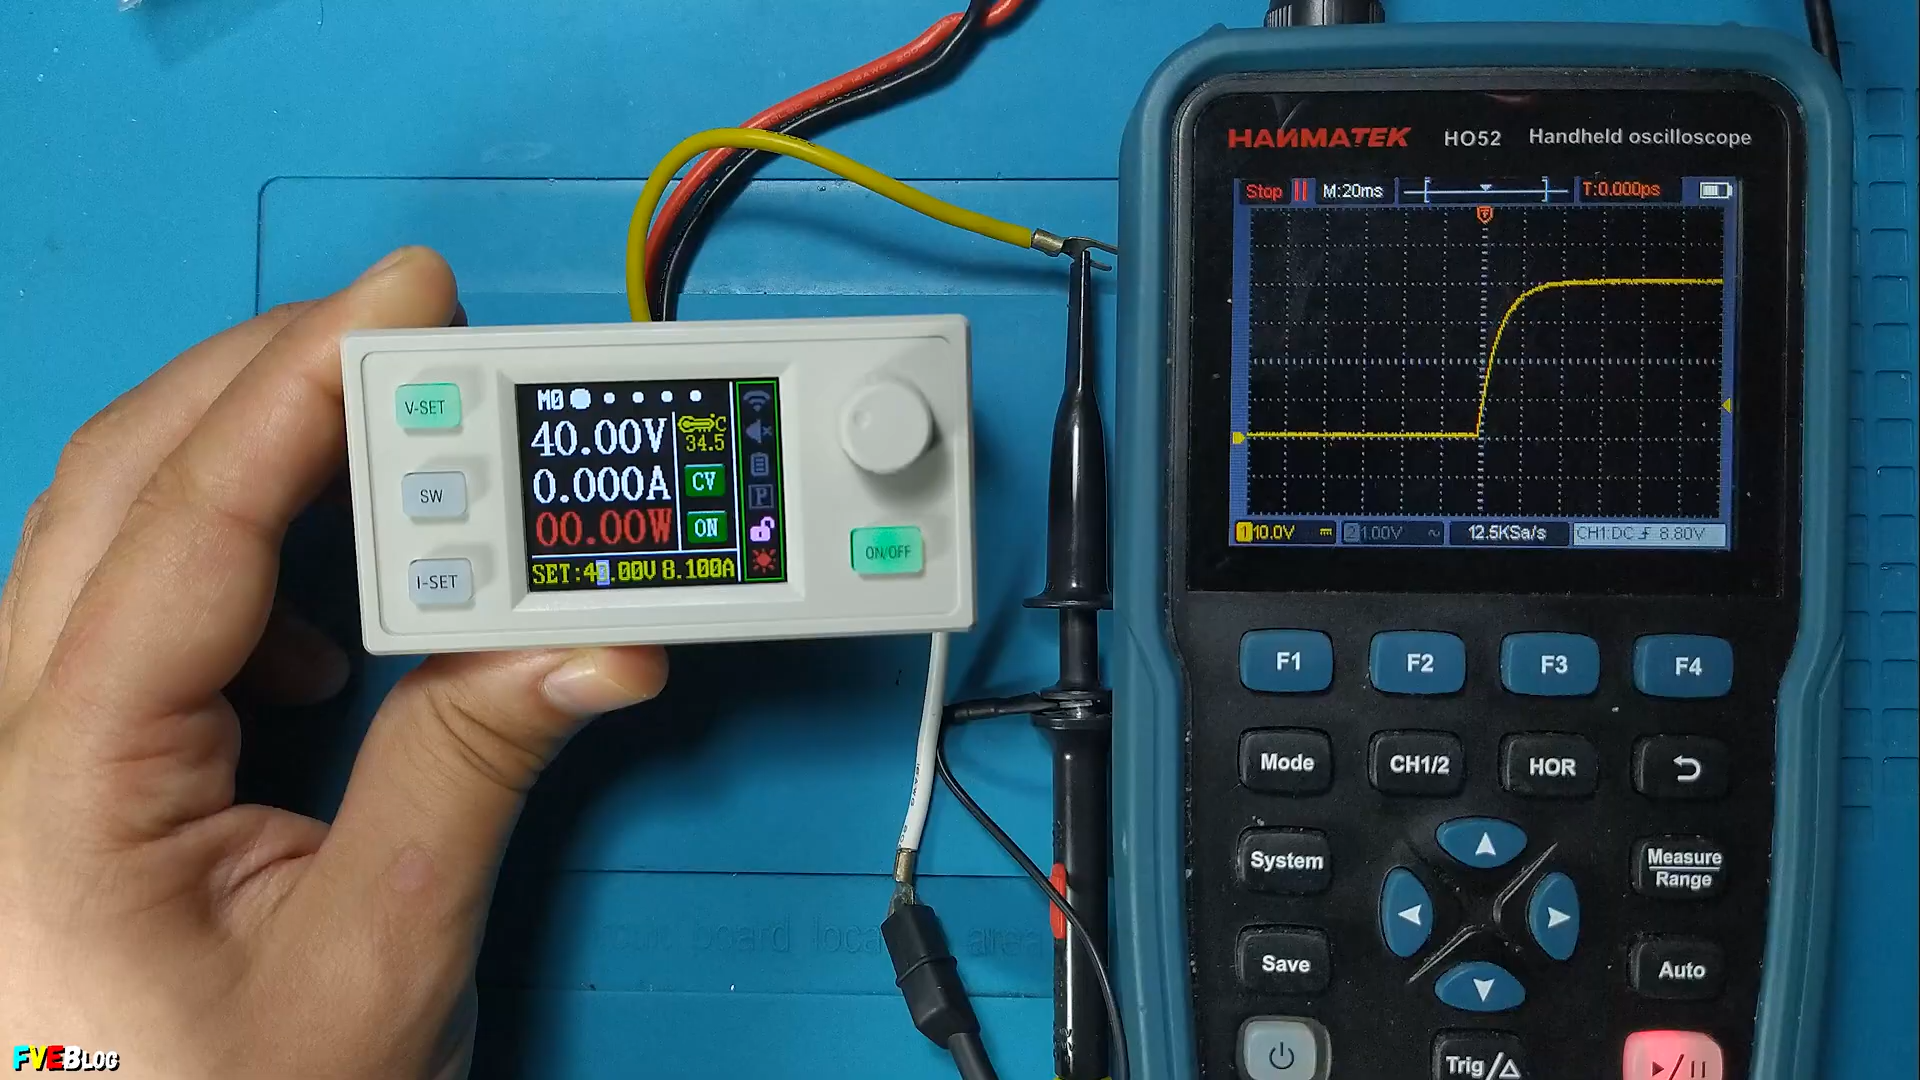 HANMATEK HO52 Handheld oscilloscope
Stop M:20ms T:0.000ps
1 10.0V 2 1.00V 12.5KSa/s CH1:DC 8.80V
V-SET
SW
I-SET
ON/OFF
M0
40.00V
0.000A
00.00W
C
34.5
CV
ON
P
SET:40.00V 8.100A
F1 F2 F3 F4
Mode CH1/2 HOR
System Measure
Range
Save Auto
Trig/△
FVEBLOG